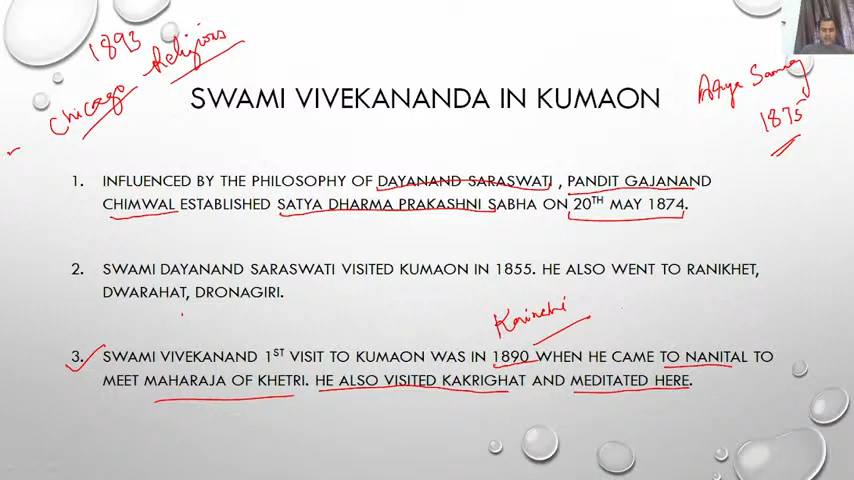 1893
Chicago Religious
Arya Samaj
1875
SWAMI VIVEKANANDA IN KUMAON
1. INFLUENCED BY THE PHILOSOPHY OF DAYANAND SARASWATI , PANDIT GAJANAND
CHIMWAL ESTABLISHED SATYA DHARMA PRAKASHNI SABHA ON 20TH MAY 1874.
2. SWAMI DAYANAND SARASWATI VISITED KUMAON IN 1855. HE ALSO WENT TO RANIKHET,
DWARAHAT, DRONAGIRI.
Kainchi
3. SWAMI VIVEKANAND 1ST VISIT TO KUMAON WAS IN 1890 WHEN HE CAME TO NANITAL TO
MEET MAHARAJA OF KHETRI. HE ALSO VISITED KAKRIGHAT AND MEDITATED HERE.